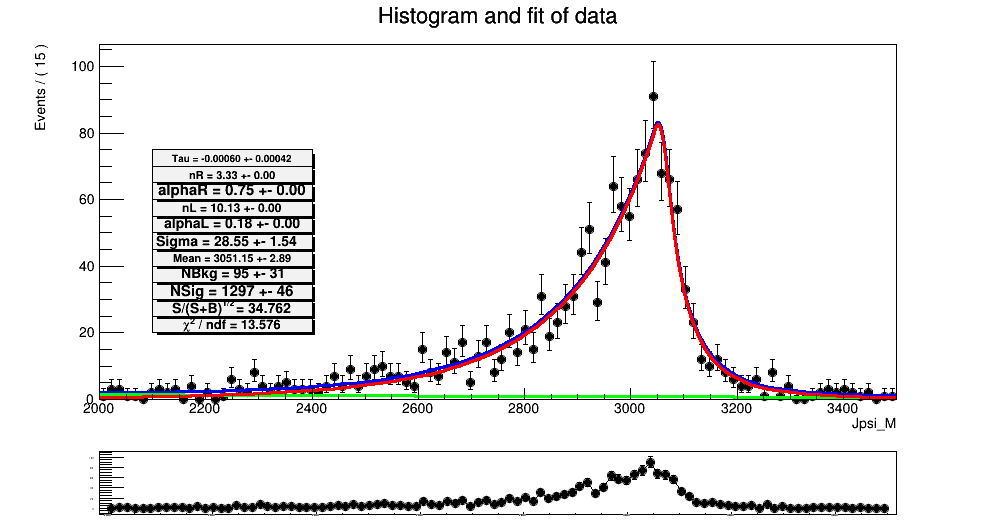 Histogram and fit of data
Events / ( 15 )
100
80
60
40
20
0
Tau = -0.00060 +- 0.00042
nR = 3.33 +- 0.00
alphaR = 0.75 +- 0.00
nL = 10.13 +- 0.00
alphaL = 0.18 +- 0.00
Sigma = 28.55 +- 1.54
Mean = 3051.15 +- 2.89
NBkg = 95 +- 31
NSig = 1297 +- 46
S/(S+B)^1/2 = 34.762
χ² / ndf = 13.576
2000 2200 2400 2600 2800 3000 3200 3400
Jpsi_M